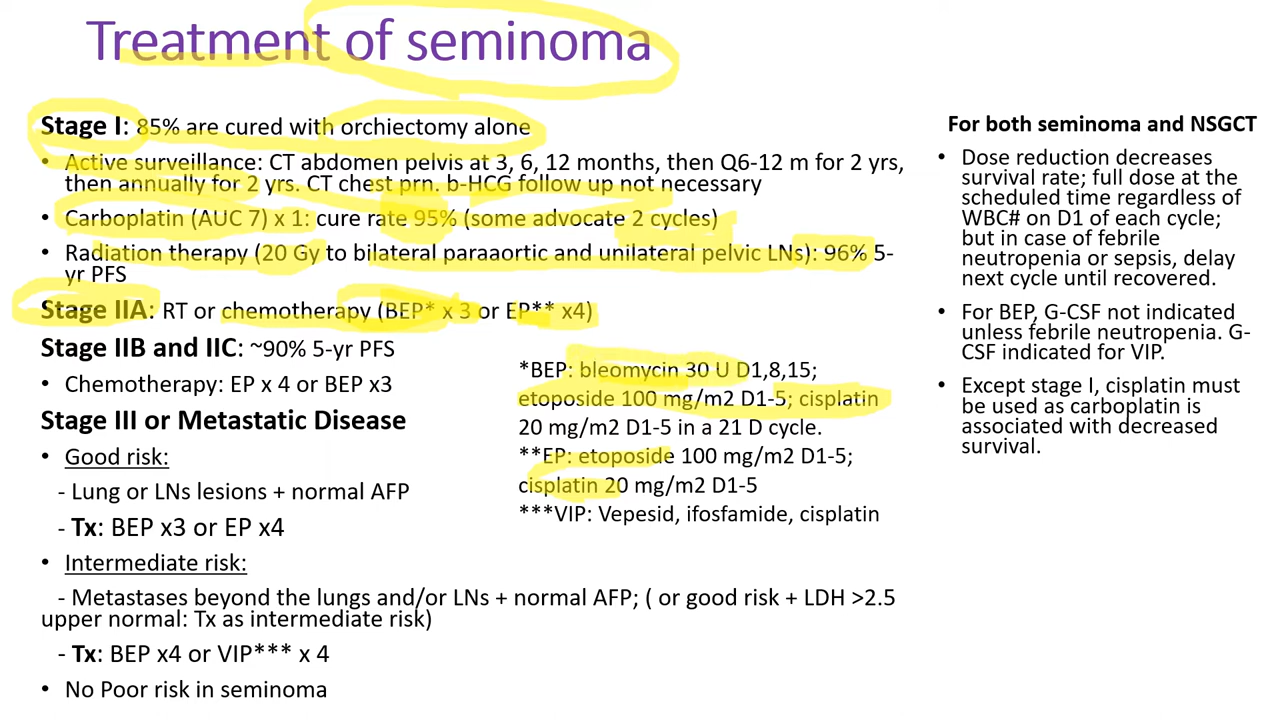 Treatment of seminoma
Stage I: 85% are cured with orchiectomy alone
• Active surveillance: CT abdomen pelvis at 3, 6, 12 months, then Q6-12 m for 2 yrs,
then annually for 2 yrs. CT chest prn. b-HCG follow up not necessary
• Carboplatin (AUC 7) x 1: cure rate 95% (some advocate 2 cycles)
• Radiation therapy (20 Gy to bilateral paraaortic and unilateral pelvic LNs): 96% 5-
yr PFS
Stage IIA: RT or chemotherapy (BEP* x 3 or EP** x4)
Stage IIB and IIC: ~90% 5-yr PFS
• Chemotherapy: EP x 4 or BEP x3
Stage III or Metastatic Disease
• Good risk:
- Lung or LNs lesions + normal AFP
- Tx: BEP x3 or EP x4
• Intermediate risk:
- Metastases beyond the lungs and/or LNs + normal AFP; ( or good risk + LDH >2.5
upper normal: Tx as intermediate risk)
- Tx: BEP x4 or VIP*** x 4
• No Poor risk in seminoma
*BEP: bleomycin 30 U D1,8,15;
etoposide 100 mg/m2 D1-5; cisplatin
20 mg/m2 D1-5 in a 21 D cycle.
**EP: etoposide 100 mg/m2 D1-5;
cisplatin 20 mg/m2 D1-5
***VIP: Vepesid, ifosfamide, cisplatin
For both seminoma and NSGCT
• Dose reduction decreases
survival rate; full dose at the
scheduled time regardless of
WBC# on D1 of each cycle;
but in case of febrile
neutropenia or sepsis, delay
next cycle until recovered.
• For BEP, G-CSF not indicated
unless febrile neutropenia. G-
CSF indicated for VIP.
• Except stage I, cisplatin must
be used as carboplatin is
associated with decreased
survival.